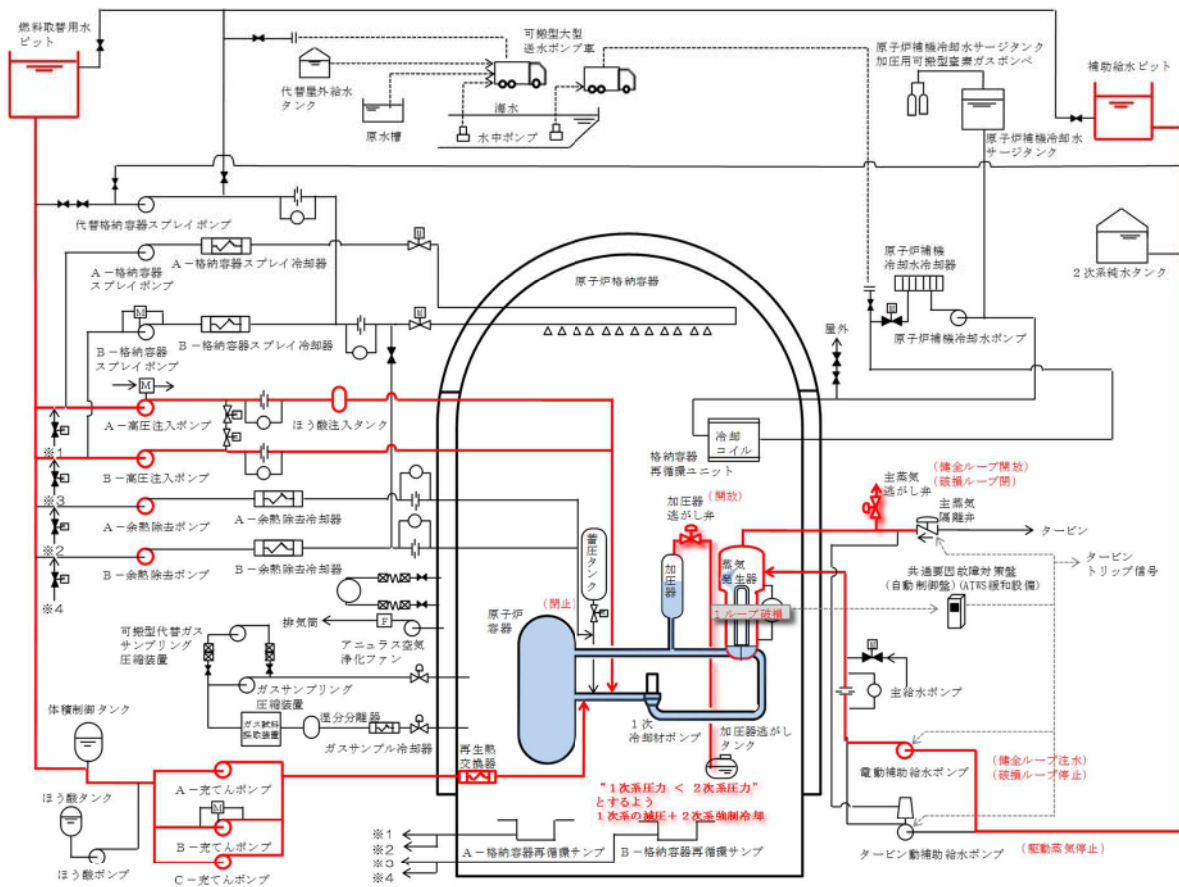 燃料取替用水
ピット
可搬型大型
送水ポンプ車
代替屋外給水
タンク
原水槽
海水
水中ポンプ
原子炉補機冷却水サージタンク
加圧用可搬型窒素ガスボンベ
原子炉補機冷却水
サージタンク
補助給水ピット
2次系純水タンク
代替格納容器スプレイポンプ
A-格納容器
スプレイポンプ
A-格納容器スプレイ冷却器
M
B-格納容器
スプレイポンプ
B-格納容器スプレイ冷却器
原子炉格納容器
原子炉補機
冷却水冷却器
原子炉補機冷却水ポンプ
屋外
M
A-高圧注入ポンプ
ほう酸注入タンク
※1
B-高圧注入ポンプ
※3
A-余熱除去ポンプ
A-余熱除去冷却器
※2
B-余熱除去ポンプ
B-余熱除去冷却器
※4
冷却
コイル
格納容器
再循環ユニット
加圧器
逃がし弁
(開放)
主蒸気
逃がし弁
(健全ループ開放)
(破損ループ閉)
主蒸気
隔離弁
タービン
タービン
トリップ信号
共通要因故障対策盤
(自動制御盤)(ATWS緩和設備)
蓄圧タンク
(閉止)
加圧器
蒸気
発生器
1ループ破損
原子炉
容器
排気筒
F
アニュラス空気
浄化ファン
可搬型代替ガス
サンプリング
圧縮装置
ガスサンプリング
圧縮装置
ガス試料
採取装置
湿分分離器
ガスサンプル冷却器
主給水ポンプ
1次
冷却材ポンプ
加圧器逃がし
タンク
体積制御タンク
再生熱
交換器
電動補助給水ポンプ
(健全ループ注水)
(破損ループ停止)
"1次系圧力 < 2次系圧力"
とするよう
1次系の減圧+2次系強制冷却
ほう酸タンク
ほう酸ポンプ
A-充てんポンプ
M
B-充てんポンプ
C-充てんポンプ
※1
※2
※3
※4
A-格納容器再循環サンプ
B-格納容器再循環サンプ
タービン動補助給水ポンプ
(駆動蒸気停止)